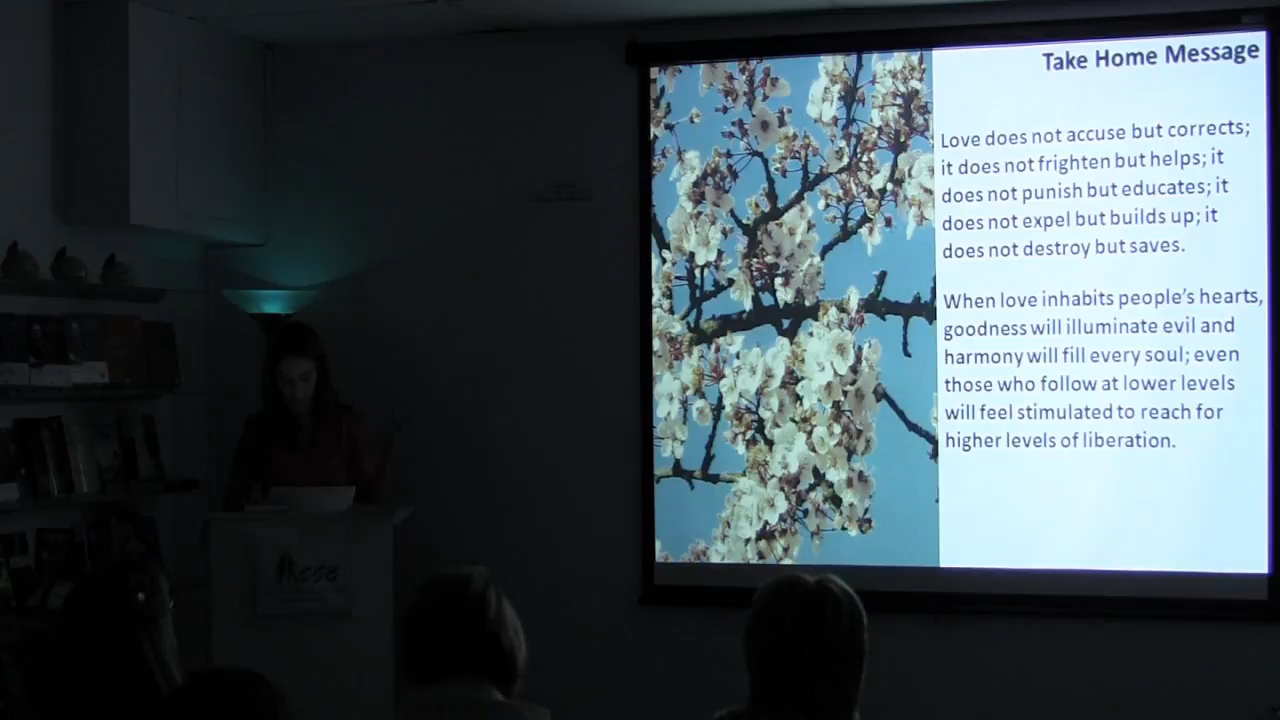 Take Home Message
Love does not accuse but corrects;
it does not frighten but helps; it
does not punish but educates; it
does not expel but builds up; it
does not destroy but saves.
When love inhabits people's hearts,
goodness will illuminate evil and
harmony will fill every soul; even
those who follow at lower levels
will feel stimulated to reach for
higher levels of liberation.